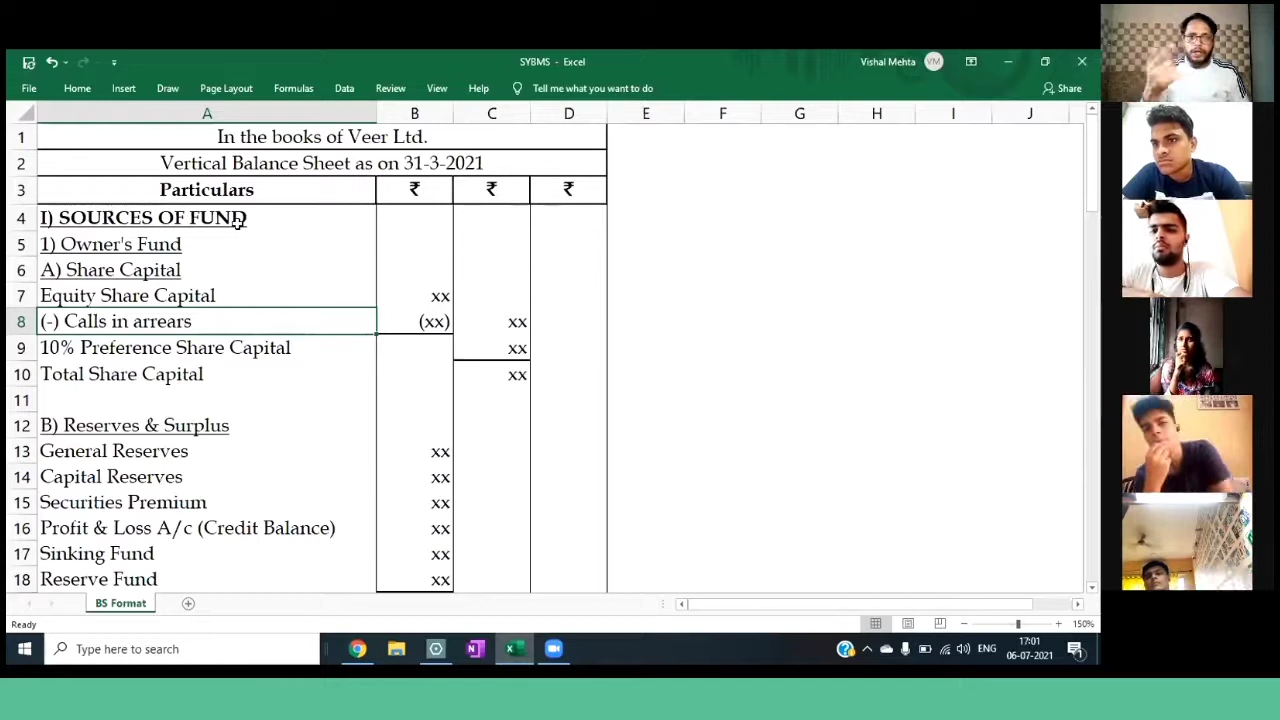 SYBMS - Excel
Vishal Mehta VM
File Home Insert Draw Page Layout Formulas Data Review View Help Tell me what you want to do Share
A B C D E F G H I J
1 In the books of Veer Ltd.
2 Vertical Balance Sheet as on 31-3-2021
3 Particulars ₹ ₹ ₹
4 I) SOURCES OF FUND
5 1) Owner's Fund
6 A) Share Capital
7 Equity Share Capital xx
8 (-) Calls in arrears (xx) xx
9 10% Preference Share Capital xx
10 Total Share Capital xx
11
12 B) Reserves & Surplus
13 General Reserves xx
14 Capital Reserves xx
15 Securities Premium xx
16 Profit & Loss A/c (Credit Balance) xx
17 Sinking Fund xx
18 Reserve Fund xx
BS Format
Ready 150%
Type here to search ENG 17:01
06-07-2021 1